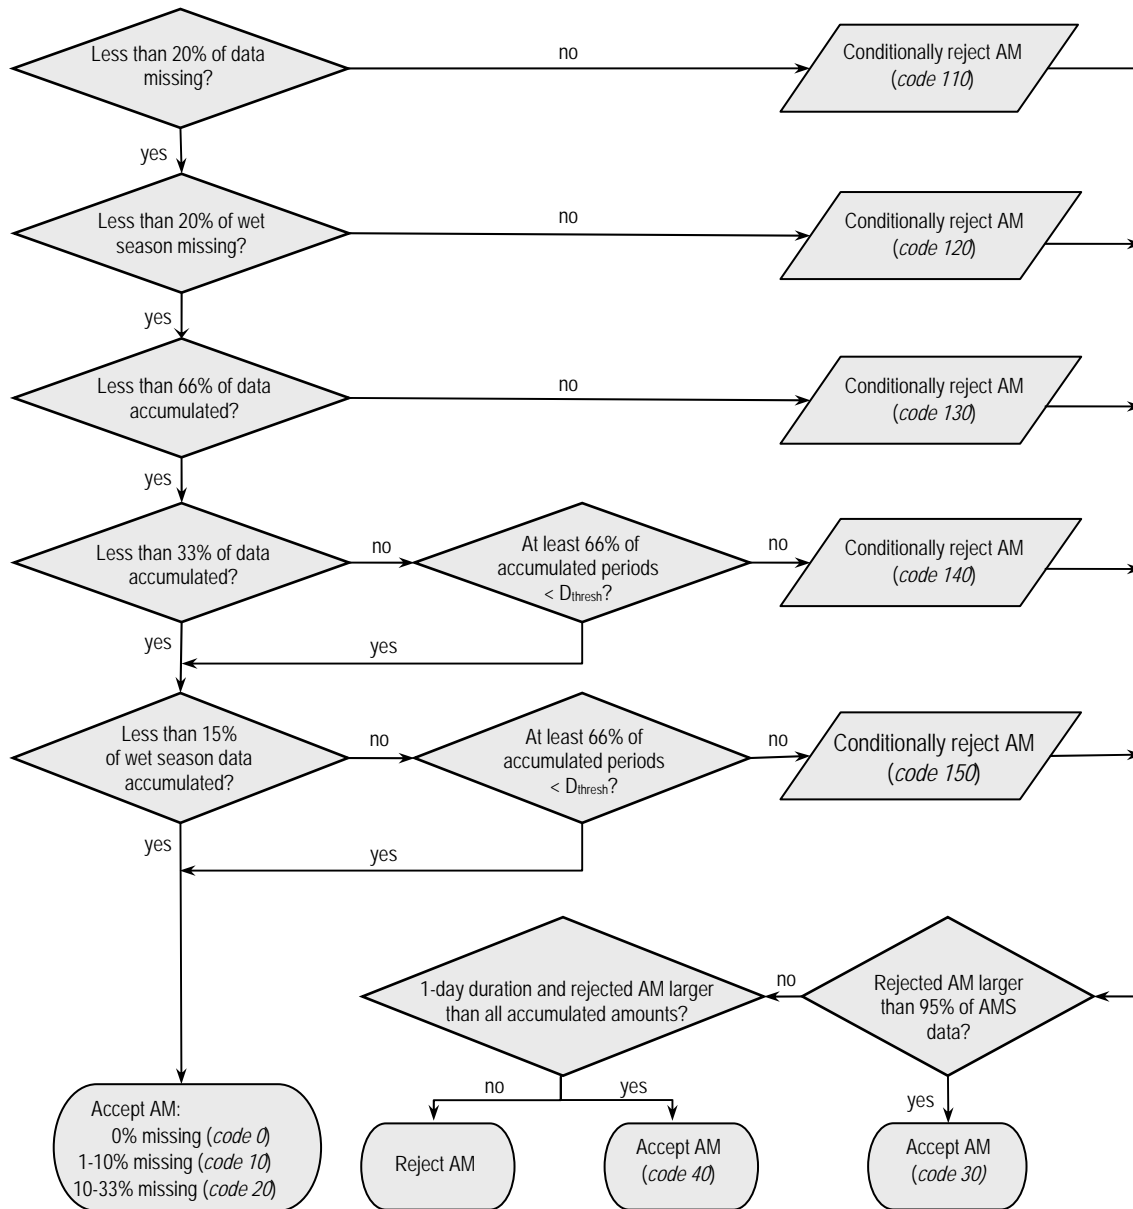 Less than 20% of data
missing?
no
Conditionally reject AM
(code 110)
yes
Less than 20% of wet
season missing?
no
Conditionally reject AM
(code 120)
yes
Less than 66% of data
accumulated?
no
Conditionally reject AM
(code 130)
yes
Less than 33% of data
accumulated?
no
At least 66% of
accumulated periods
< Dthresh?
no
Conditionally reject AM
(code 140)
yes
yes
Less than 15%
of wet season data
accumulated?
no
At least 66% of
accumulated periods
< Dthresh?
no
Conditionally reject AM
(code 150)
yes
yes
1-day duration and rejected AM larger
than all accumulated amounts?
no
Rejected AM larger
than 95% of AMS
data?
no
yes
yes
Accept AM:
0% missing (code 0)
1-10% missing (code 10)
10-33% missing (code 20)
Reject AM
Accept AM
(code 40)
Accept AM
(code 30)